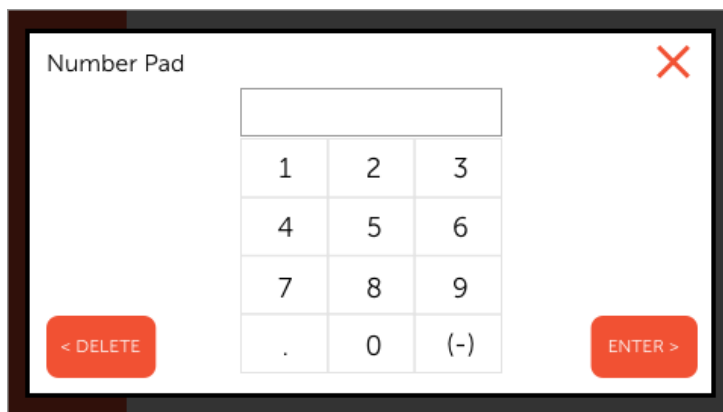 Number Pad
1 2 3
4 5 6
7 8 9
. 0 (-)
< DELETE
ENTER >